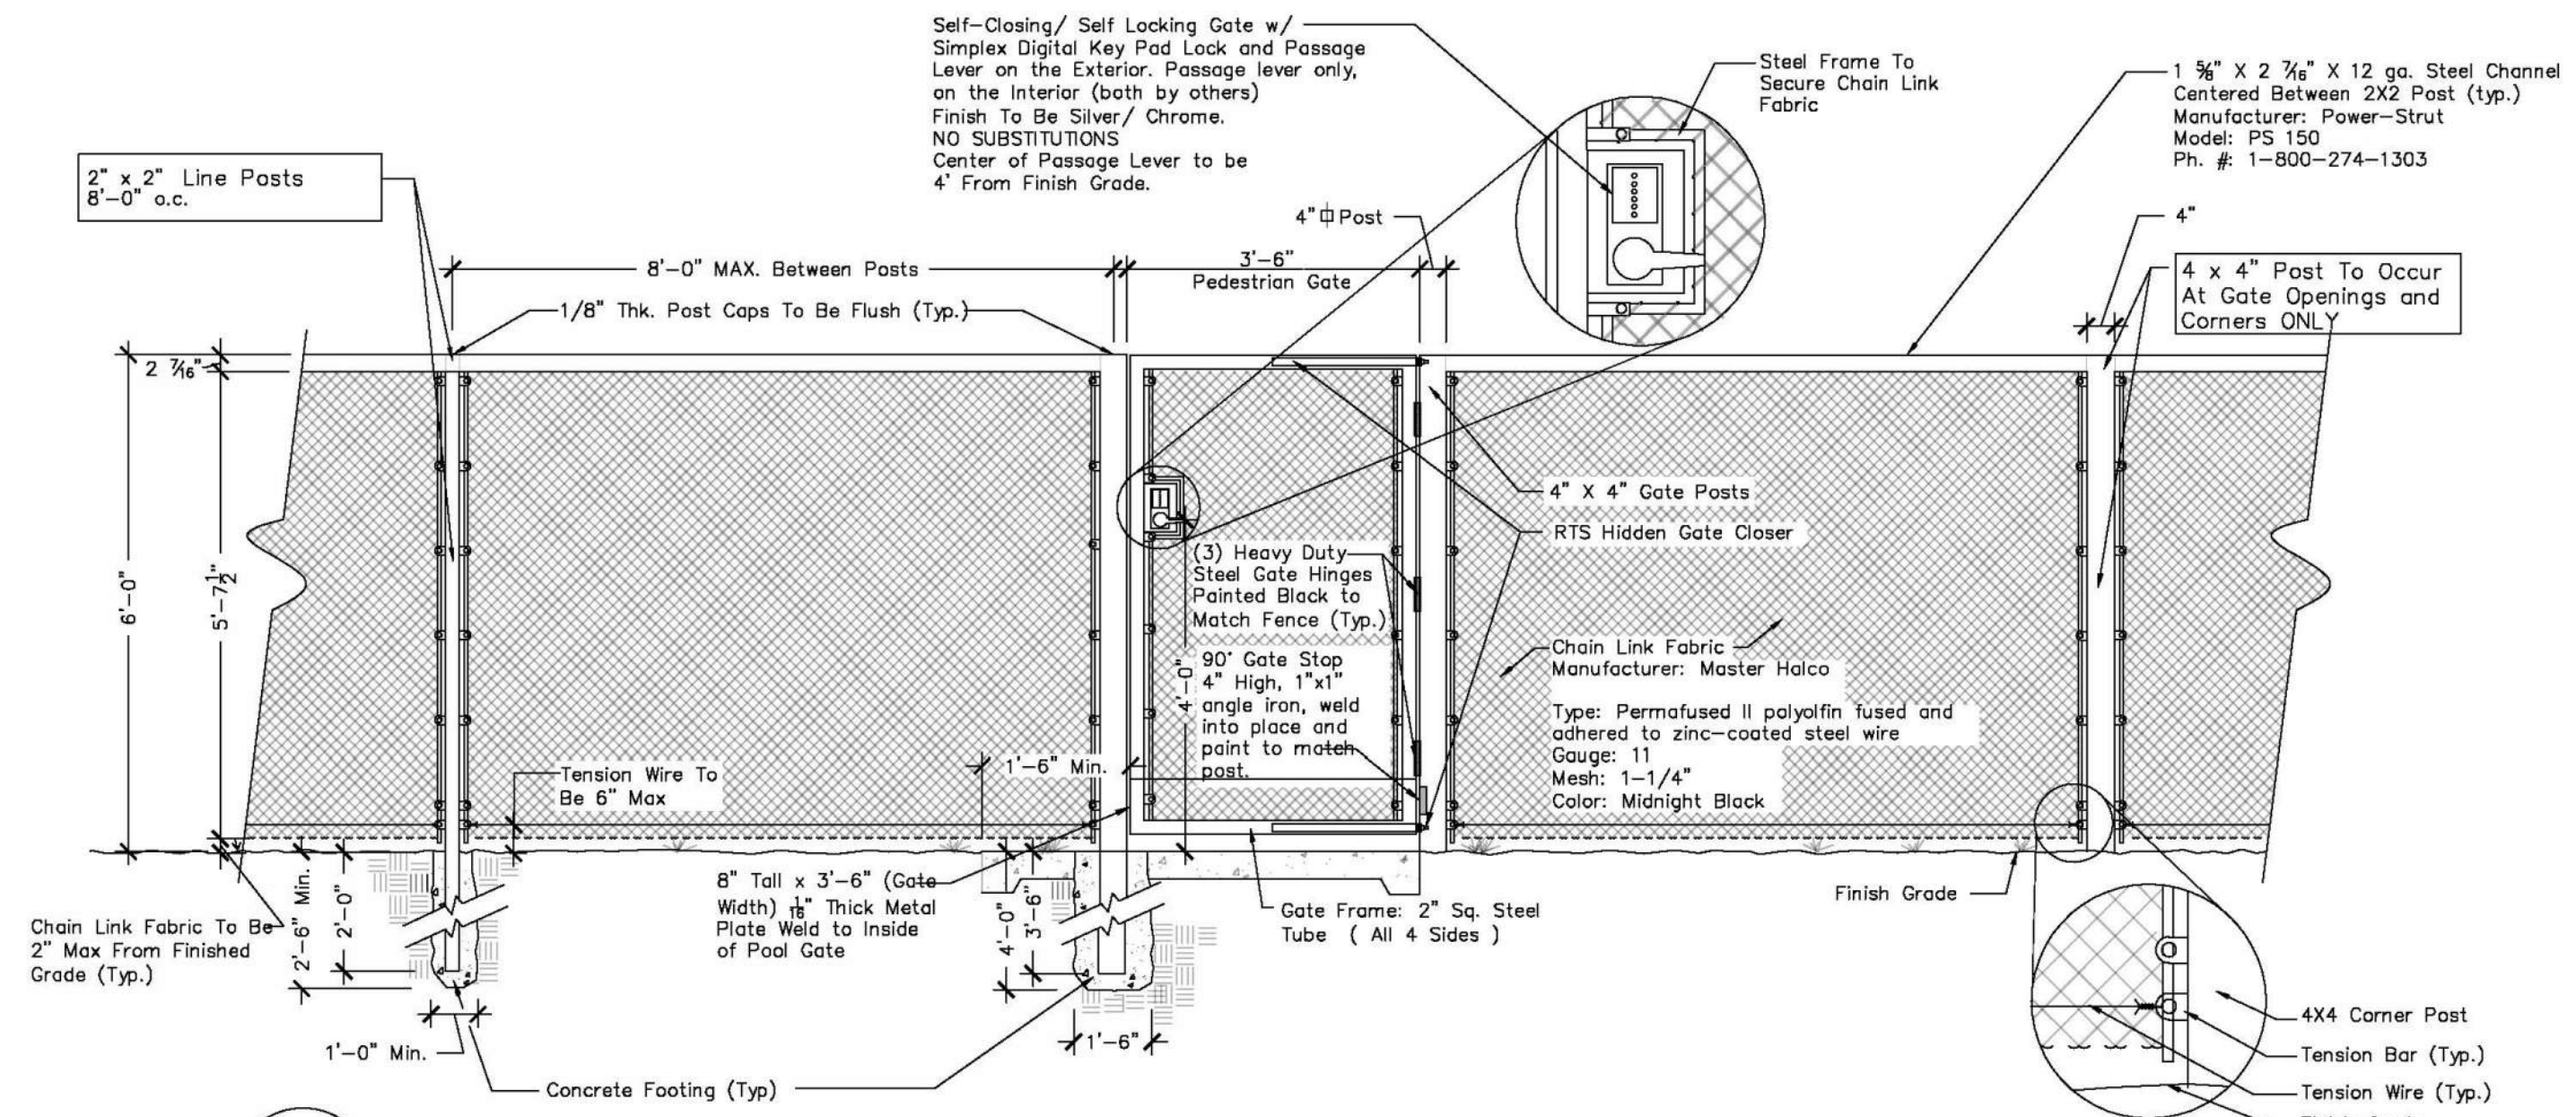 Self-Closing/ Self Locking Gate w/
Simplex Digital Key Pad Lock and Passage
Lever on the Exterior. Passage lever only,
on the Interior (both by others)
Finish To Be Silver/ Chrome.
NO SUBSTITUTIONS
Center of Passage Lever to be
4' From Finish Grade.
Steel Frame To
Secure Chain Link
Fabric
1 5/8" X 2 7/16" X 12 ga. Steel Channel
Centered Between 2X2 Post (typ.)
Manufacturer: Power-Strut
Model: PS 150
Ph. #: 1-800-274-1303
2" x 2" Line Posts
8'-0" o.c.
4" Post
4"
8'-0" MAX. Between Posts
3'-6"
Pedestrian Gate
4 x 4" Post To Occur
At Gate Openings and
Corners ONLY
1/8" Thk. Post Caps To Be Flush (Typ.)
2 7/16"
6'-0"
5'-7 1/2"
4" X 4" Gate Posts
RTS Hidden Gate Closer
(3) Heavy Duty
Steel Gate Hinges
Painted Black to
Match Fence (Typ.)
4'-0"
90° Gate Stop
4" High, 1"x1"
angle iron, weld
into place and
paint to match
post.
Chain Link Fabric
Manufacturer: Master Halco
Type: Permafused II polyolfin fused and
adhered to zinc-coated steel wire
Gauge: 11
Mesh: 1-1/4"
Color: Midnight Black
1'-6" Min.
Tension Wire To
Be 6" Max
Chain Link Fabric To Be
2" Max From Finished
Grade (Typ.)
2'-6" Min.
2'-0"
8" Tall x 3'-6" (Gate
Width) 1/16" Thick Metal
Plate Weld to Inside
of Pool Gate
4'-0"
3'-6"
Gate Frame: 2" Sq. Steel
Tube ( All 4 Sides )
Finish Grade
1'-0" Min.
1'-6"
Concrete Footing (Typ)
4X4 Corner Post
Tension Bar (Typ.)
Tension Wire (Typ.)